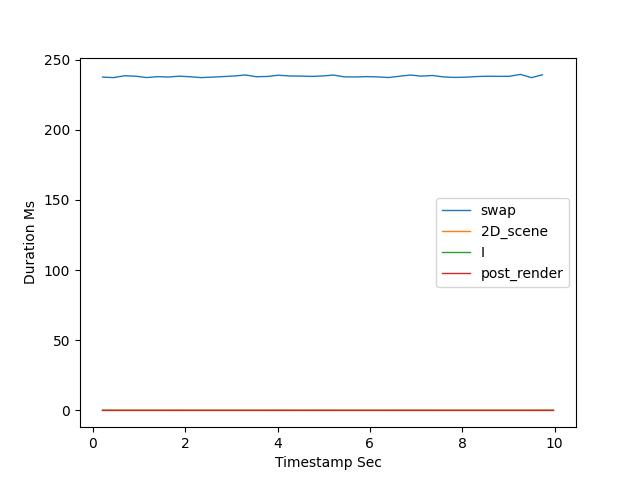 250
200
150
100
50
0
Duration Ms
swap
2D_scene
I
post_render
0 2 4 6 8 10
Timestamp Sec